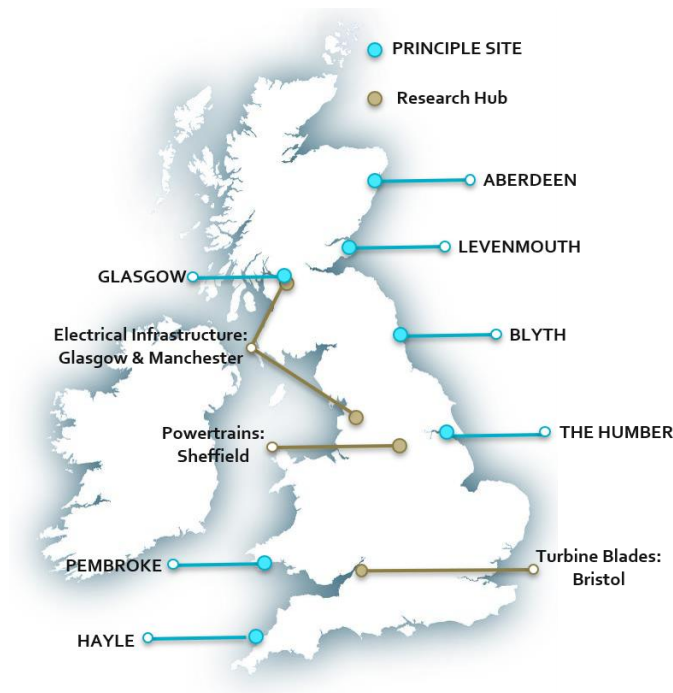 PRINCIPLE SITE
Research Hub
ABERDEEN
LEVENMOUTH
GLASGOW
Electrical Infrastructure:
Glasgow & Manchester
BLYTH
Powertrains:
Sheffield
THE HUMBER
PEMBROKE
Turbine Blades:
Bristol
HAYLE